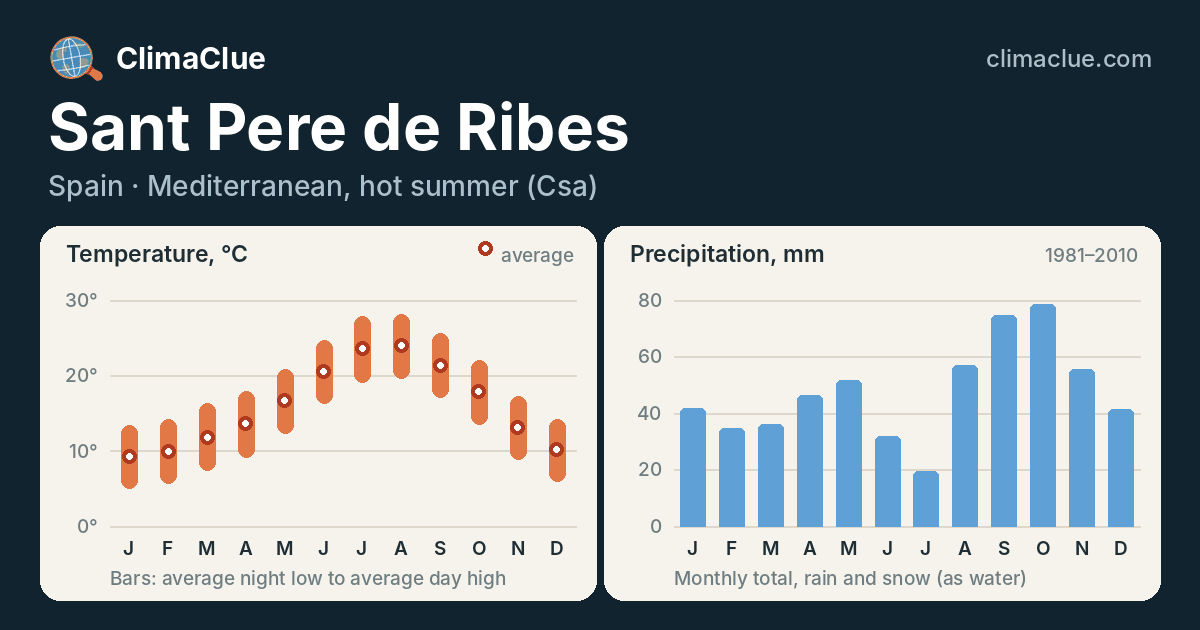 ClimaClue
climaclue.com
Sant Pere de Ribes
Spain · Mediterranean, hot summer (Csa)
Temperature, °C
average
30°
20°
10°
0°
J F M A M J J A S O N D
Bars: average night low to average day high
Precipitation, mm
1981–2010
80
60
40
20
0
J F M A M J J A S O N D
Monthly total, rain and snow (as water)